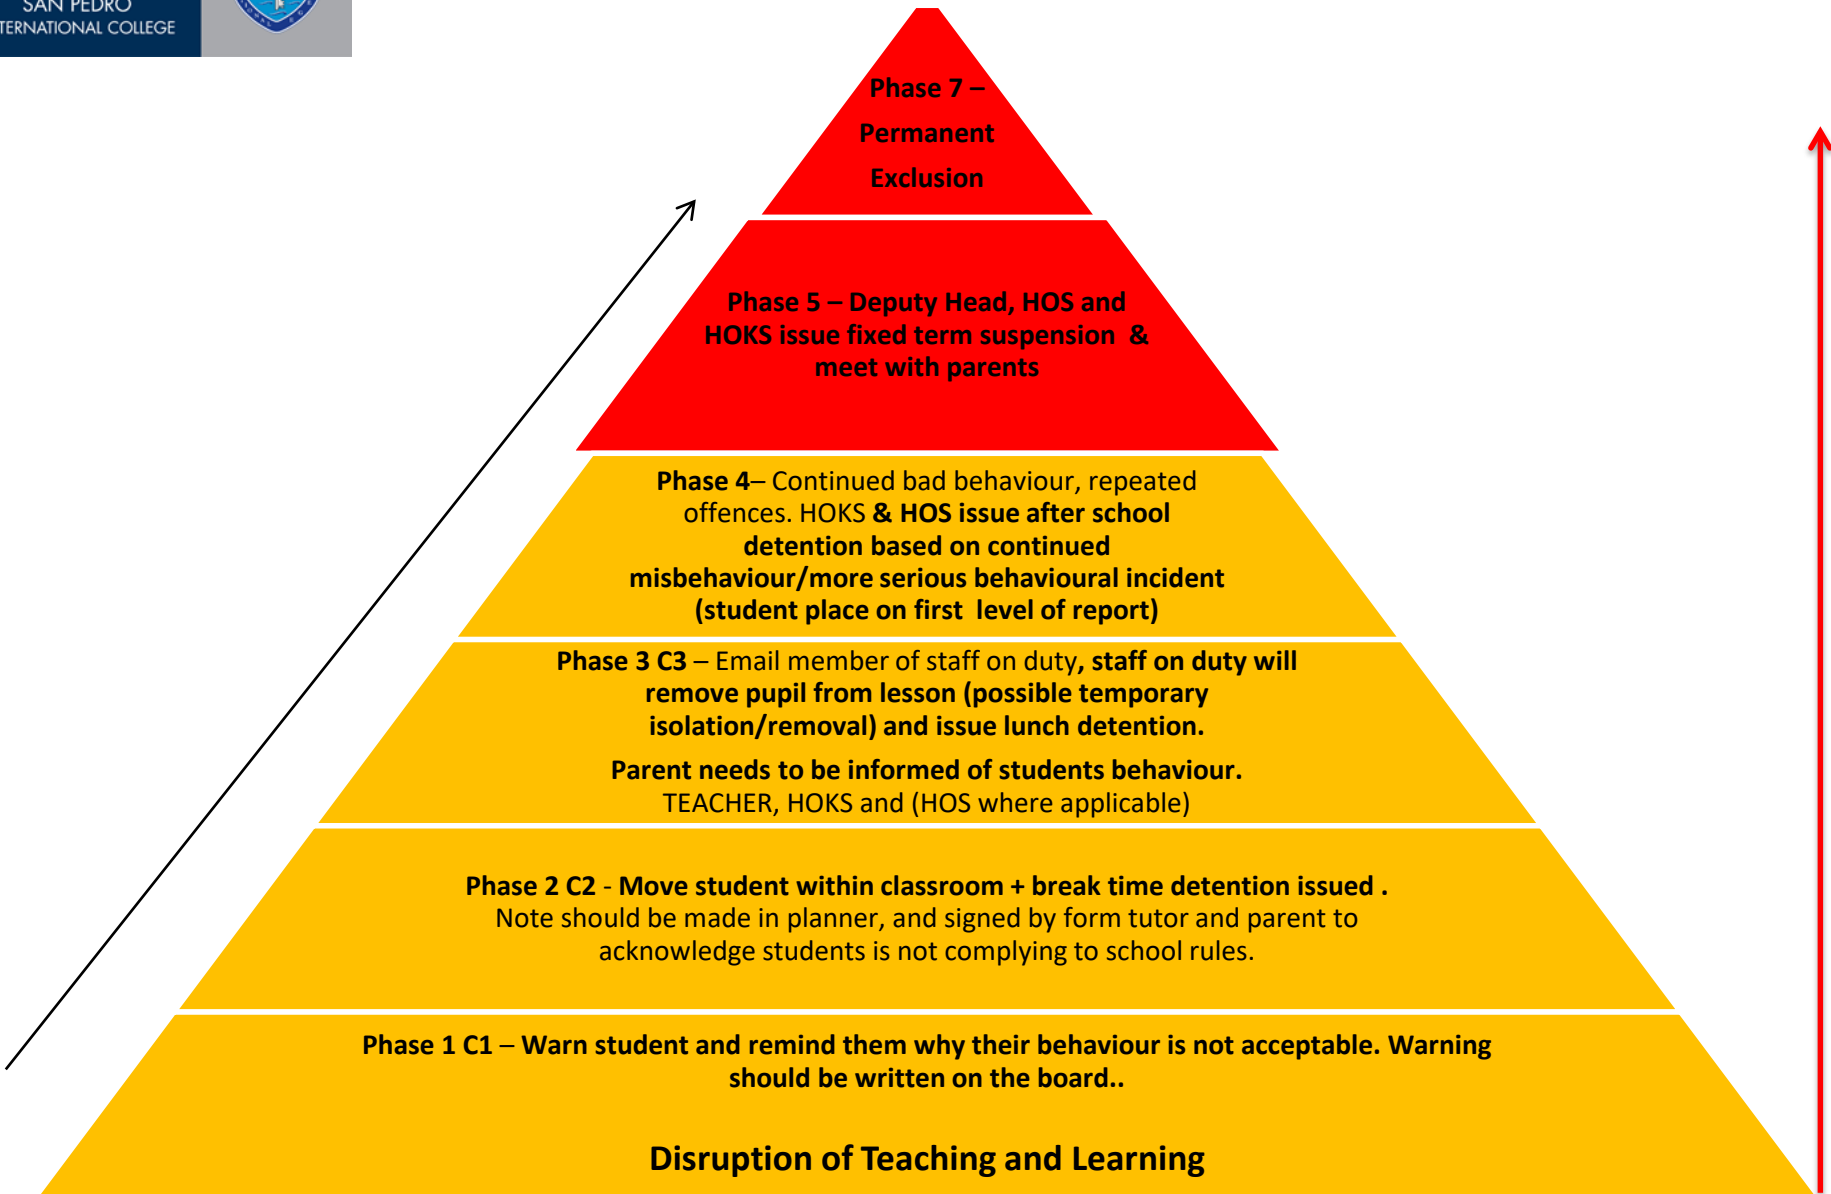 SAN PEDRO
TERNATIONAL COLLEGE
Phase 7 –
Permanent
Exclusion
Phase 5 – Deputy Head, HOS and
HOKS issue fixed term suspension  &
meet with parents
Phase 4– Continued bad behaviour, repeated
offences. HOKS & HOS issue after school
detention based on continued
misbehaviour/more serious behavioural incident
(student place on first  level of report)
Phase 3 C3 – Email member of staff on duty, staff on duty will
remove pupil from lesson (possible temporary
isolation/removal) and issue lunch detention.
Parent needs to be informed of students behaviour.
TEACHER, HOKS and (HOS where applicable)
Phase 2 C2 - Move student within classroom + break time detention issued .
Note should be made in planner, and signed by form tutor and parent to
acknowledge students is not complying to school rules.
Phase 1 C1 – Warn student and remind them why their behaviour is not acceptable. Warning
should be written on the board..
Disruption of Teaching and Learning